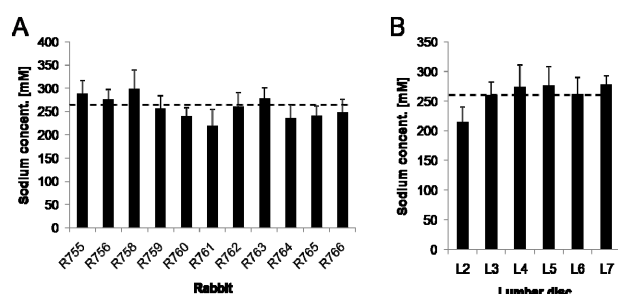 A
Sodium concent. [mM]
400
350
300
250
200
150
100
50
0
R755
R756
R758
R759
R760
R761
R762
R763
R764
R765
R766
Rabbit
B
Sodium concent. [mM]
350
300
250
200
150
100
50
0
L2 L3 L4 L5 L6 L7
Lumbar disc